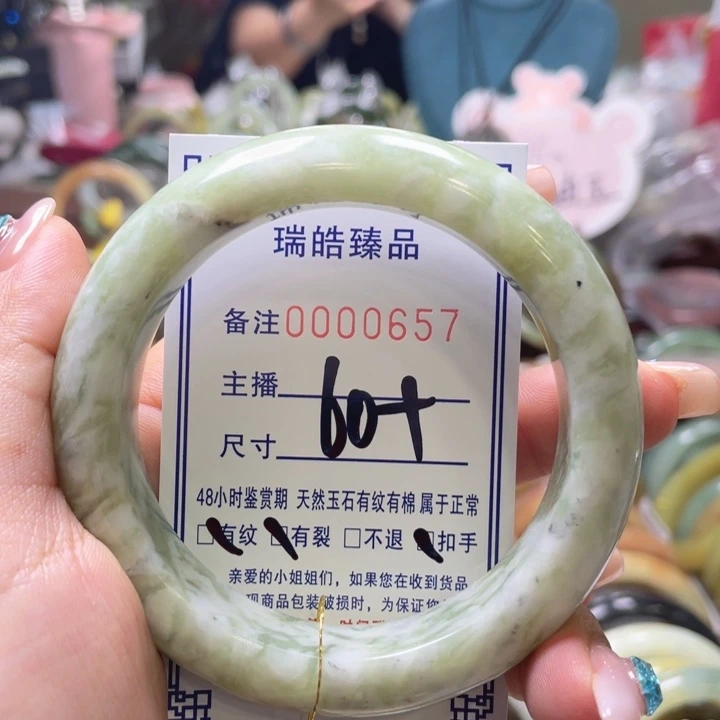 瑞皓臻品
备注0000657
主播
60+
尺寸
48小时鉴赏期 天然玉石有纹有棉属于正常
□有纹 □有裂 □不退 □扣手
亲爱的小姐姐们，如果您在收到货品
现商品包装破损时，为保证您